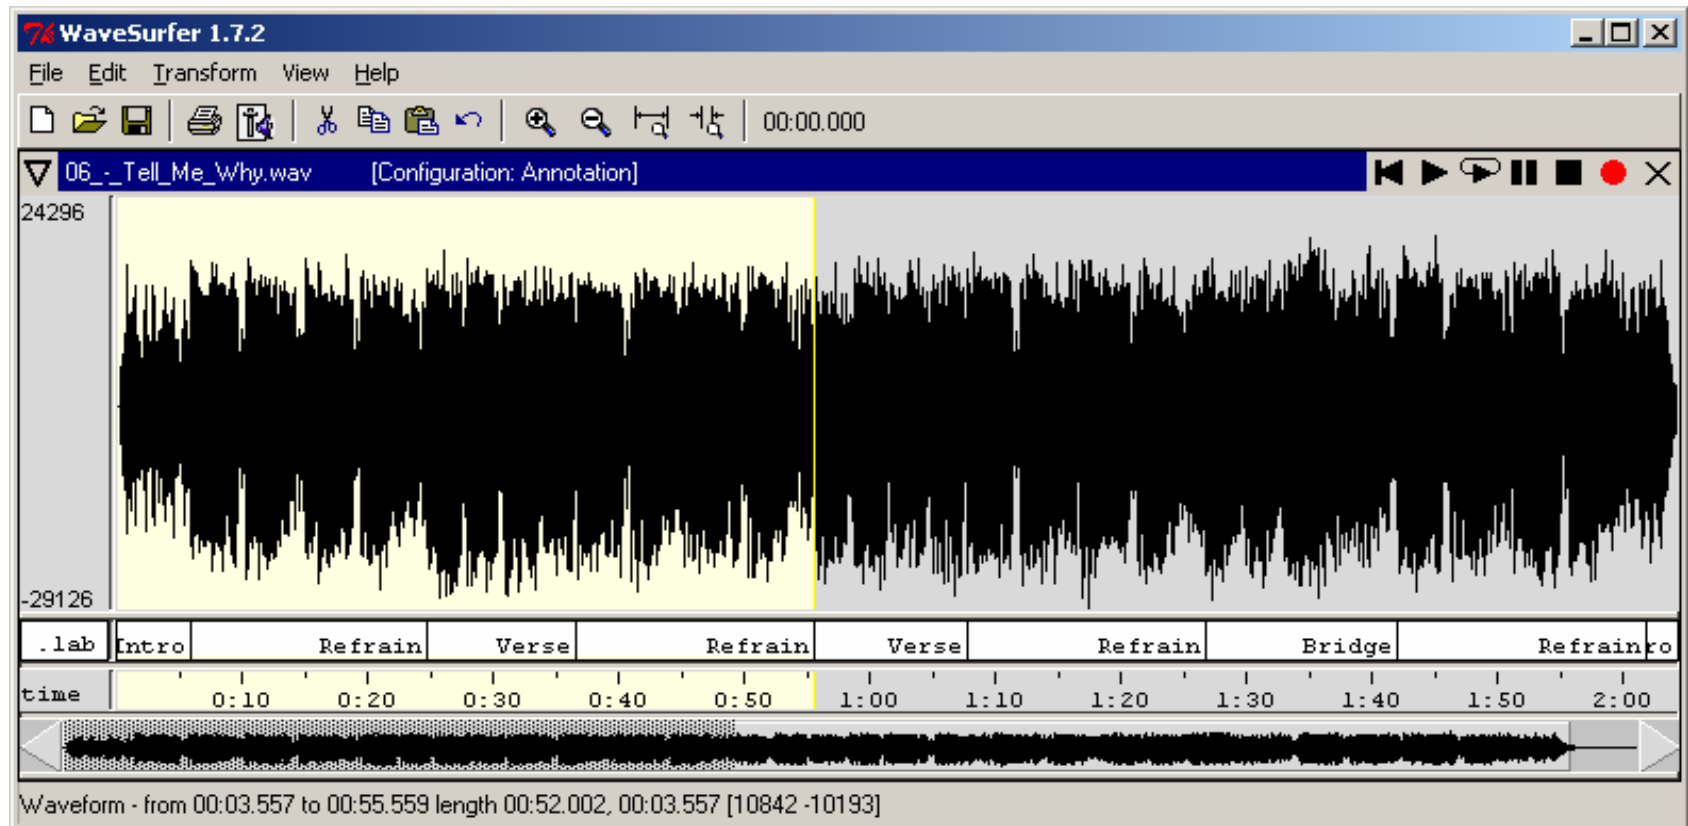 WaveSurfer 1.7.2
File Edit Transform View Help
00:00.000
06_-_Tell_Me_Why.wav [Configuration: Annotation]
24296
-29126
.lab Intro Refrain Verse Refrain Verse Refrain Bridge Refrain ro
time 0:10 0:20 0:30 0:40 0:50 1:00 1:10 1:20 1:30 1:40 1:50 2:00
Waveform - from 00:03.557 to 00:55.559 length 00:52.002, 00:03.557 [10842 -10193]